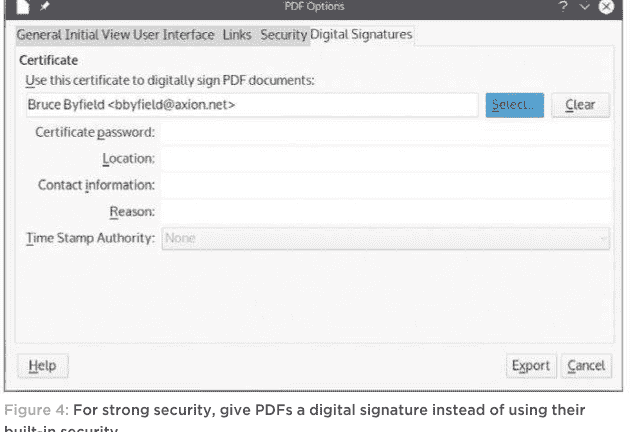 PDF Options
General Initial View User Interface Links Security Digital Signatures
Certificate
Use this certificate to digitally sign PDF documents:
Bruce Byfield <bbyfield@axion.net> Select... Clear
Certificate password:
Location:
Contact information:
Reason:
Time Stamp Authority: None
Help Export Cancel
Figure 4: For strong security, give PDFs a digital signature instead of using their
built-in security.